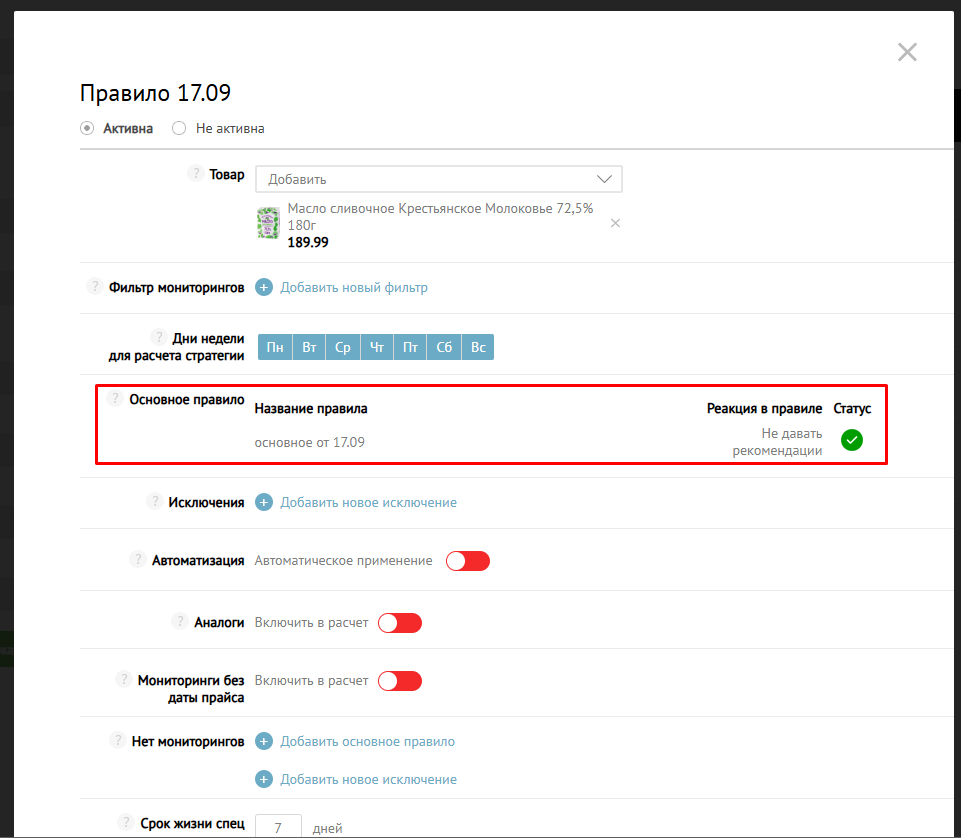 Правило 17.09
Активна Не активна
? Товар Добавить
Масло сливочное Крестьянское Молоковье 72,5%
180г
189.99
? Фильтр мониторингов + Добавить новый фильтр
? Дни недели
для расчета стратегии
Пн Вт Ср Чт Пт Сб Вс
? Основное правило
Название правила Реакция в правиле Статус
основное от 17.09 Не давать
рекомендации
? Исключения + Добавить новое исключение
? Автоматизация Автоматическое применение
? Аналоги Включить в расчет
? Мониторинги без
даты прайса
Включить в расчет
? Нет мониторингов + Добавить основное правило
+ Добавить новое исключение
? Срок жизни спец 7 дней